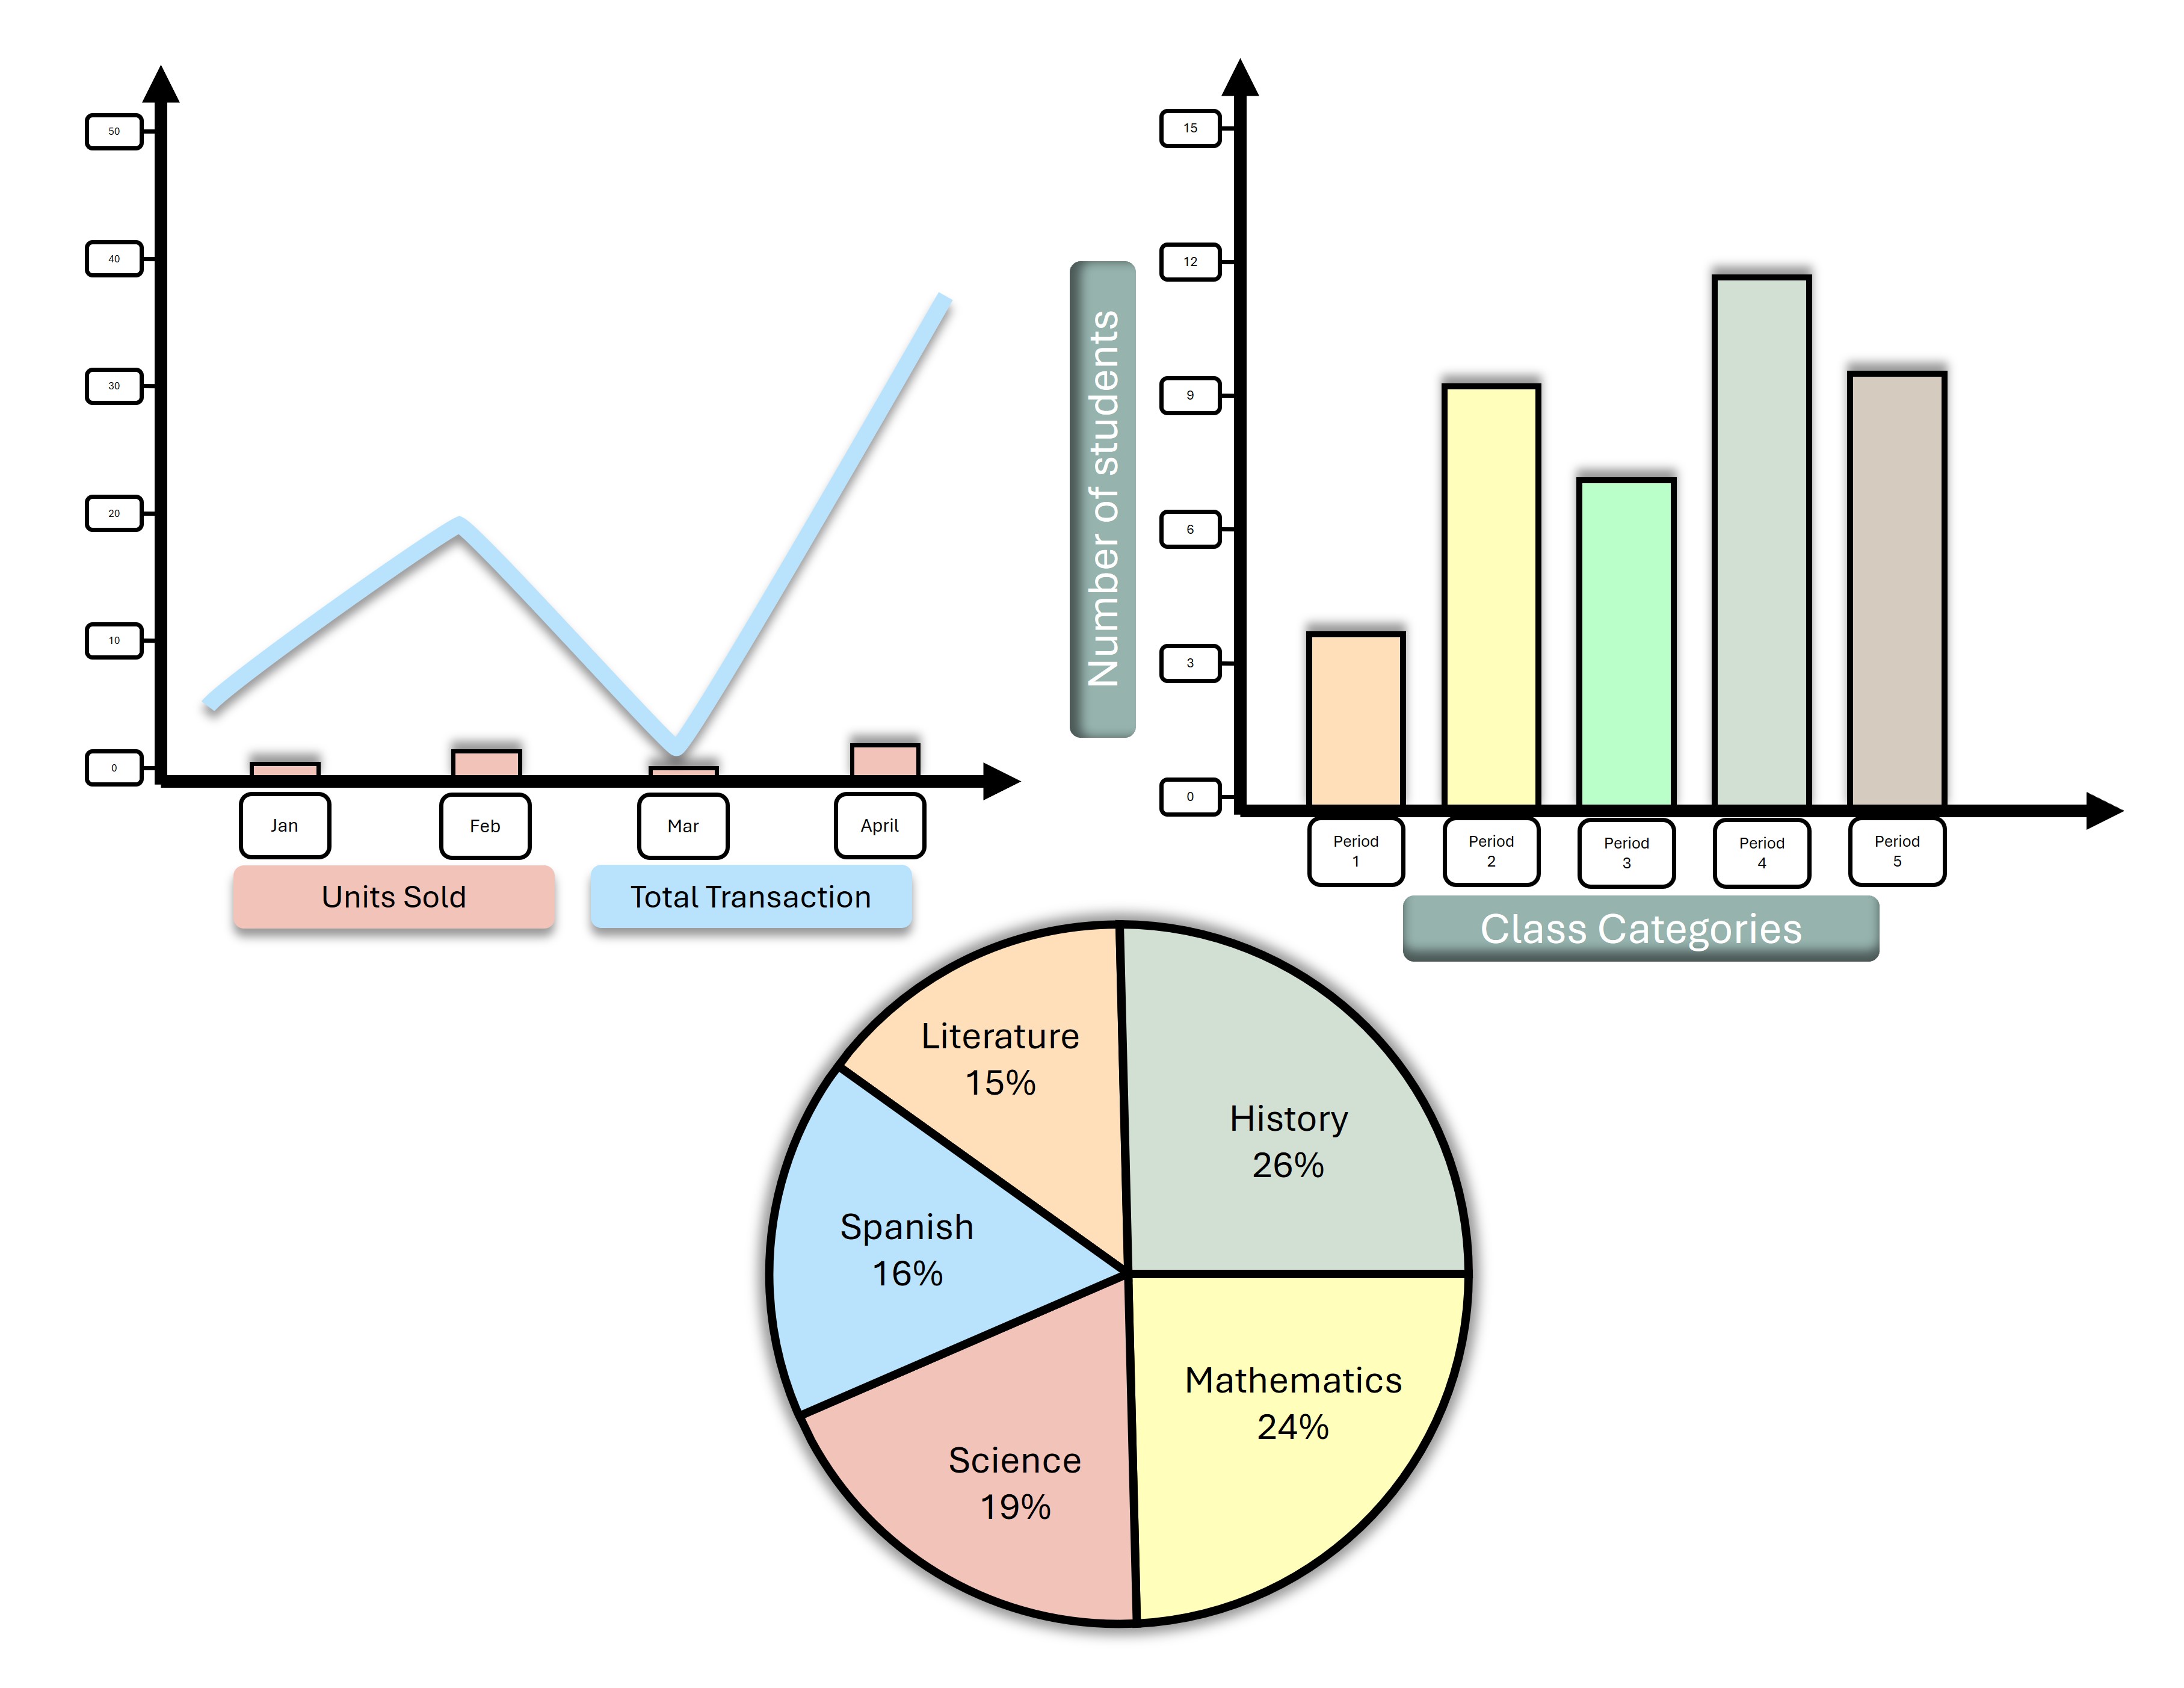 50
40
30
20
10
0
Jan
Feb
Mar
April
Units Sold
Total Transaction
Number of students
15
12
9
6
3
0
Period
1
Period
2
Period
3
Period
4
Period
5
Class Categories
Literature
15%
History
26%
Spanish
16%
Mathematics
24%
Science
19%